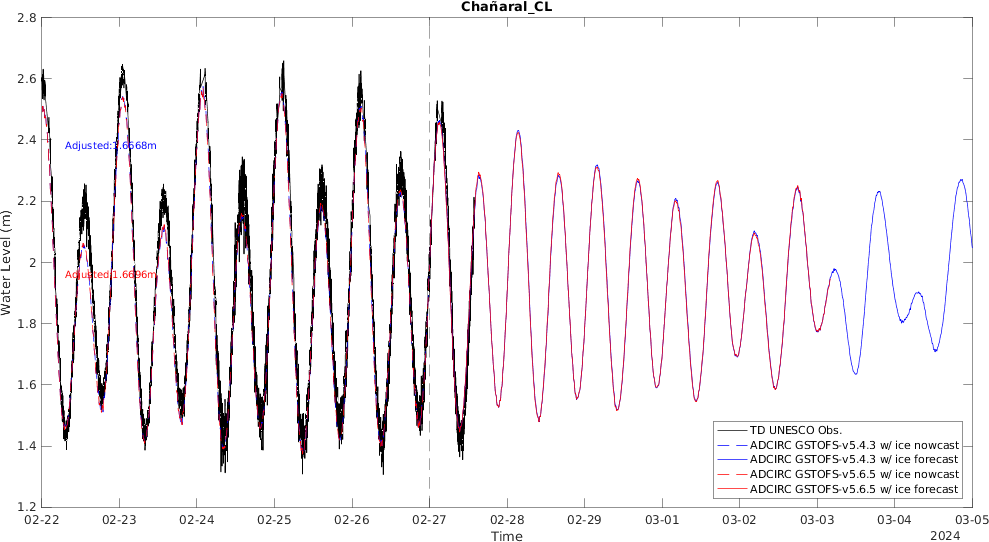 Chañaral_CL
Water Level (m)
2.8
2.6
2.4
2.2
2
1.8
1.6
1.4
1.2
Adjusted:1.6668m
Adjusted:1.6696m
TD UNESCO Obs.
ADCIRC GSTOFS-v5.4.3 w/ ice nowcast
ADCIRC GSTOFS-v5.4.3 w/ ice forecast
ADCIRC GSTOFS-v5.6.5 w/ ice nowcast
ADCIRC GSTOFS-v5.6.5 w/ ice forecast
02-22 02-23 02-24 02-25 02-26 02-27 02-28 02-29 03-01 03-02 03-03 03-04 03-05
Time
2024